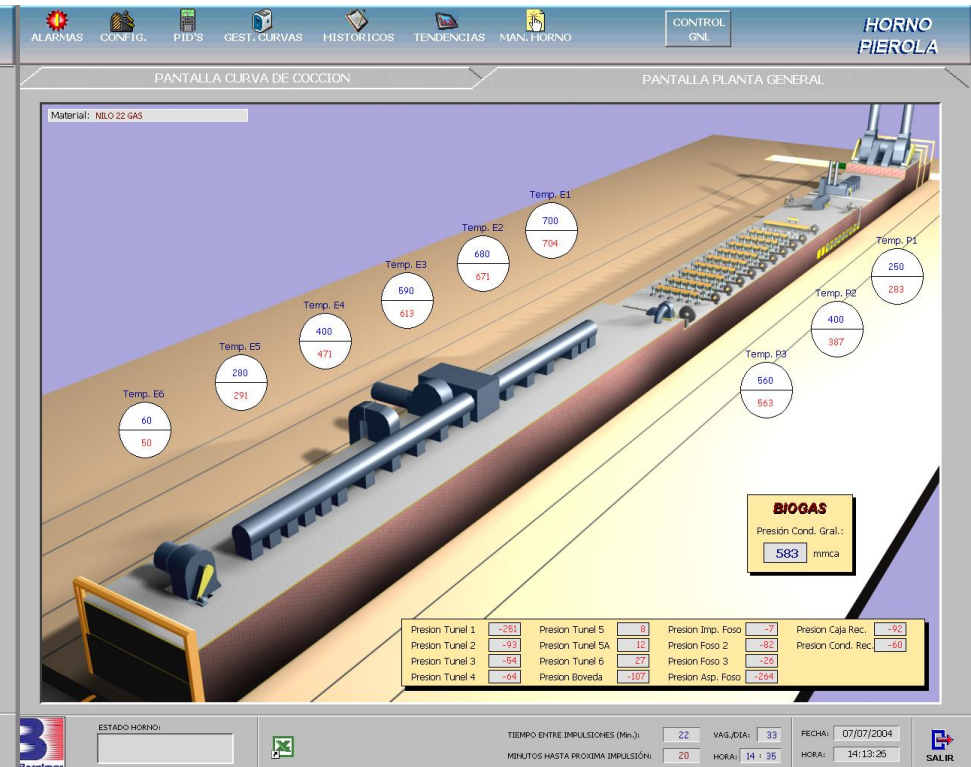 ALARMAS CONFIG. PID'S GEST. CURVAS HISTORICOS TENDENCIAS MAN. HORNO CONTROL GNL HORNO PIEROLA
PANTALLA CURVA DE COCCION PANTALLA PLANTA GENERAL
Material: NILO 22 GAS
Temp. E1
700
704
Temp. E2
680
671
Temp. E3
590
613
Temp. E4
400
471
Temp. E5
280
291
Temp. E6
60
50
Temp. P1
250
283
Temp. P2
400
387
Temp. P3
560
563
BIOGAS
Presión Cond. Gral.:
583 mmca
Presion Tunel 1 -251 Presion Tunel 5 8 Presion Imp. Foso -7 Presion Caja Rec. -92
Presion Tunel 2 -93 Presion Tunel 5A 12 Presion Foso 2 -82 Presion Cond. Rec. -60
Presion Tunel 3 -54 Presion Tunel 6 27 Presion Foso 3 -26
Presion Tunel 4 -64 Presion Boveda -107 Presion Asp. Foso -264
ESTADO HORNO:
TIEMPO ENTRE IMPULSIONES (Min.): 22 VAG./DIA: 33 FECHA: 07/07/2004
MINUTOS HASTA PROXIMA IMPULSIÓN: 20 HORA: 14 : 35 HORA: 14:13:26
SALIR